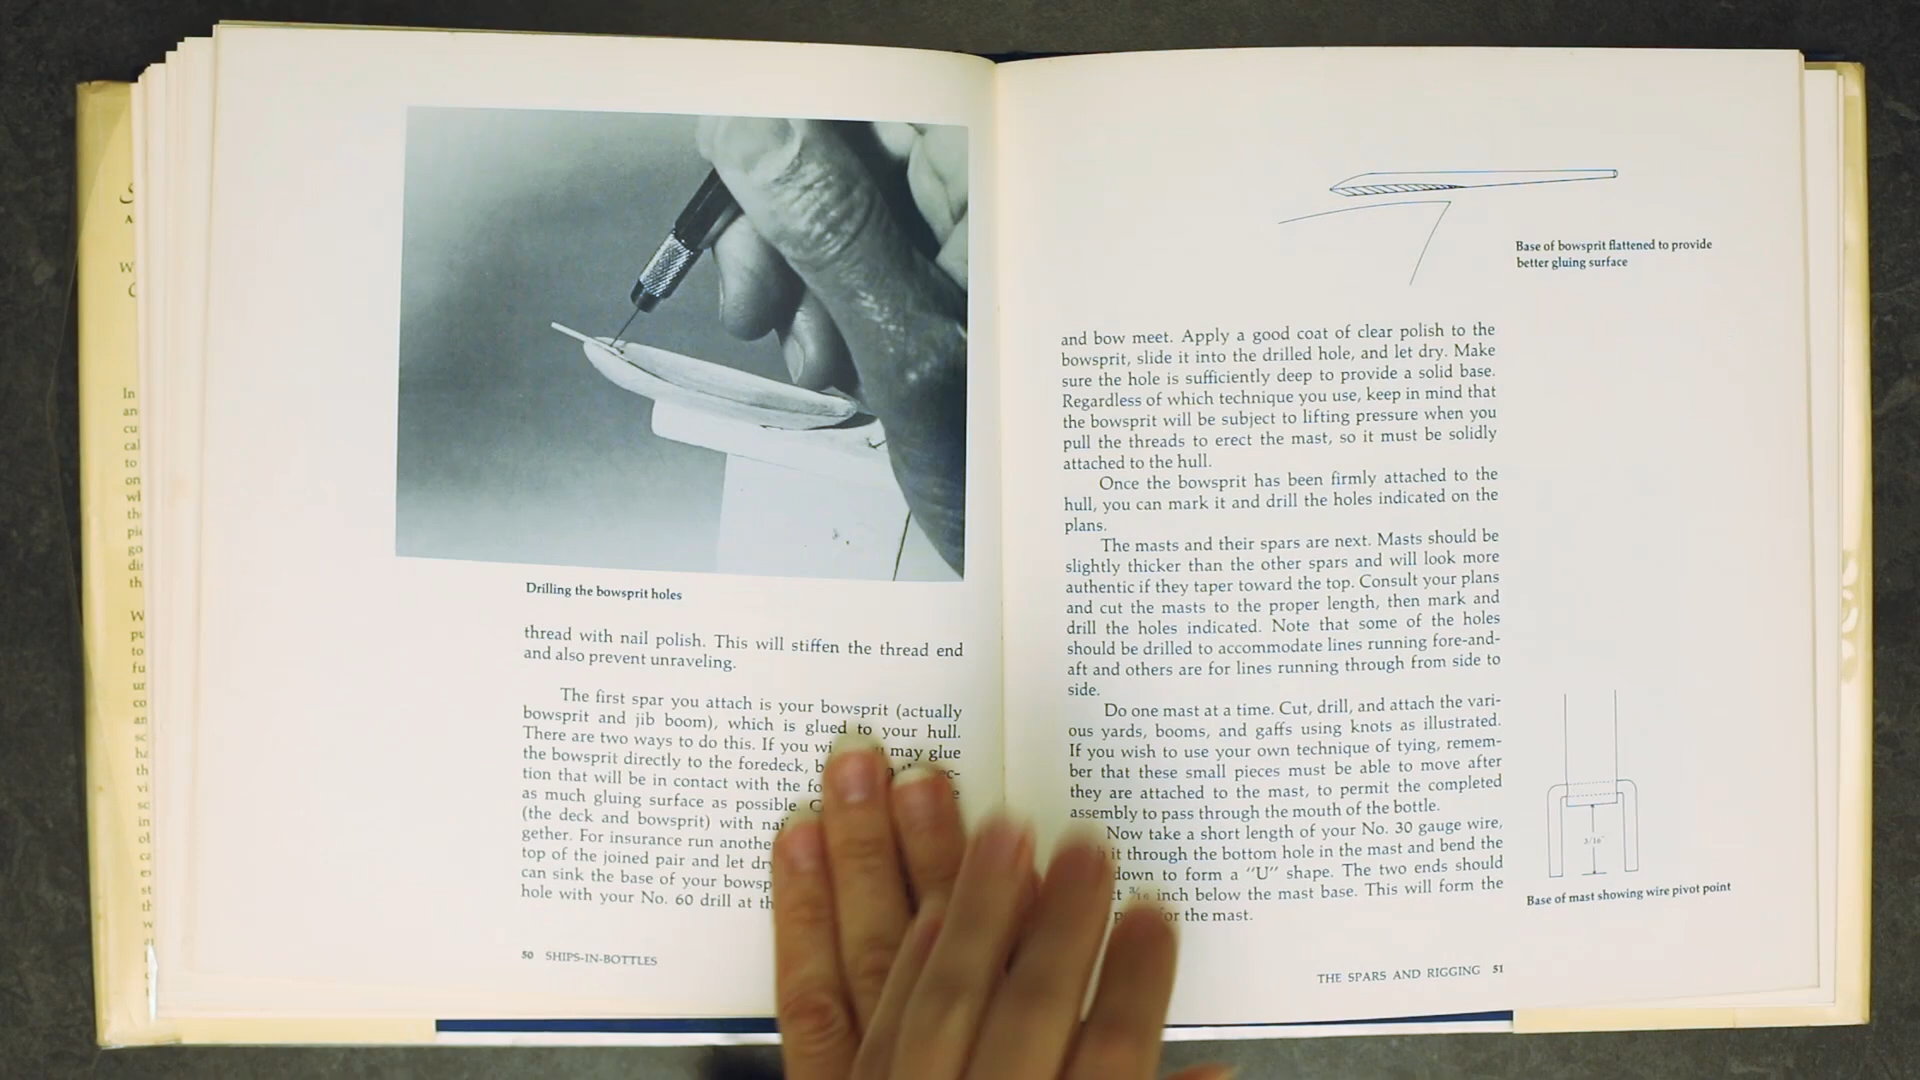 Drilling the bowsprit holes
thread with nail polish. This will stiffen the thread end
and also prevent unraveling.
The first spar you attach is your bowsprit (actually
bowsprit and jib boom), which is glued to your hull.
There are two ways to do this. If you may glue
the bowsprit directly to the foredeck,
tion that will be in contact with the
as much gluing surface as possible.
(the deck and bowsprit) with
gether. For insurance run
top of the joined pair and let
can sink the base of your
hole with your No. 60 drill at
50 SHIPS-IN-BOTTLES
Base of bowsprit flattened to provide
better gluing surface
and bow meet. Apply a good coat of clear polish to the
bowsprit, slide it into the drilled hole, and let dry. Make
sure the hole is sufficiently deep to provide a solid base.
Regardless of which technique you use, keep in mind that
the bowsprit will be subject to lifting pressure when you
pull the threads to erect the mast, so it must be solidly
attached to the hull.
Once the bowsprit has been firmly attached to the
hull, you can mark it and drill the holes indicated on the
plans.
The masts and their spars are next. Masts should be
slightly thicker than the other spars and will look more
authentic if they taper toward the top. Consult your plans
and cut the masts to the proper length, then mark and
drill the holes indicated. Note that some of the holes
should be drilled to accommodate lines running fore-and-
aft and others are for lines running through from side to
side.
Do one mast at a time. Cut, drill, and attach the vari-
ous yards, booms, and gaffs using knots as illustrated.
If you wish to use your own technique of tying, remem-
ber that these small pieces must be able to move after
they are attached to the mast, to permit the completed
assembly to pass through the mouth of the bottle.
Now take a short length of your No. 30 gauge wire,
it through the bottom hole in the mast and bend the
down to form a "U" shape. The two ends should
3/16 inch below the mast base. This will form the
for the mast.
3/16"
Base of mast showing wire pivot point
THE SPARS AND RIGGING 51